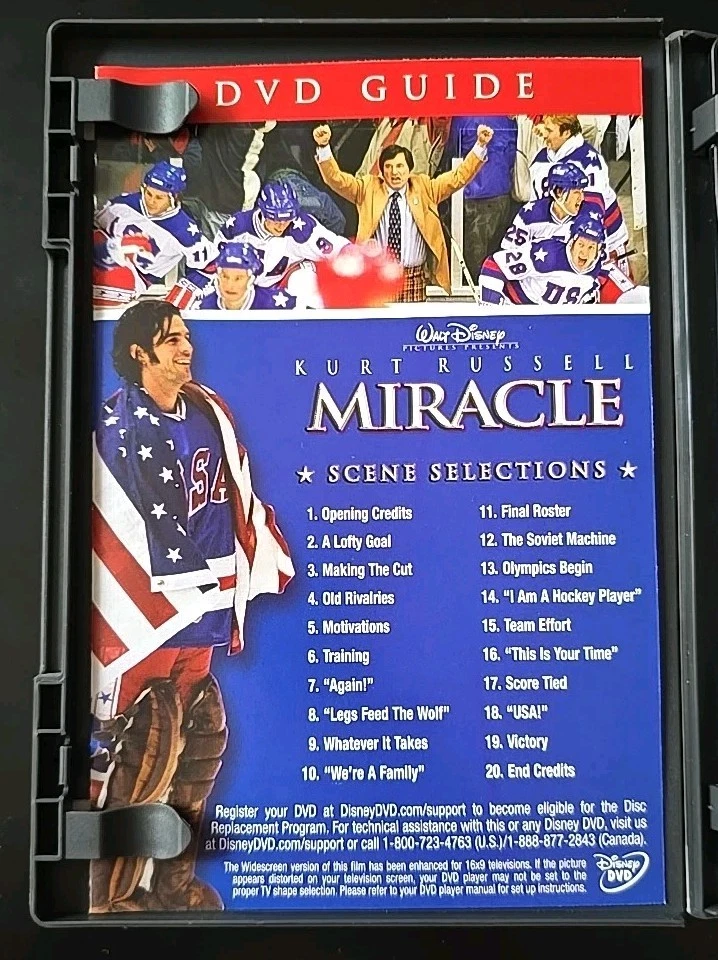 DVD GUIDE
11
9
25
28
US
WALT DISNEY
PICTURES PRESENTS
KURT RUSSELL
MIRACLE
★ SCENE SELECTIONS ★
1. Opening Credits
2. A Lofty Goal
3. Making The Cut
4. Old Rivalries
5. Motivations
6. Training
7. “Again!”
8. “Legs Feed The Wolf”
9. Whatever It Takes
10. “We’re A Family”
11. Final Roster
12. The Soviet Machine
13. Olympics Begin
14. “I Am A Hockey Player”
15. Team Effort
16. “This Is Your Time”
17. Score Tied
18. “USA!”
19. Victory
20. End Credits
SA
Register your DVD at DisneyDVD.com/support to become eligible for the Disc
Replacement Program. For technical assistance with this or any Disney DVD, visit us
at DisneyDVD.com/support or call 1-800-723-4763 (U.S.)/1-888-877-2843 (Canada).
The Widescreen version of this film has been enhanced for 16x9 televisions. If the picture
appears distorted on your television screen, your DVD player may not be set to the
proper TV shape selection. Please refer to your DVD player manual for set up instructions.
Disney
DVD